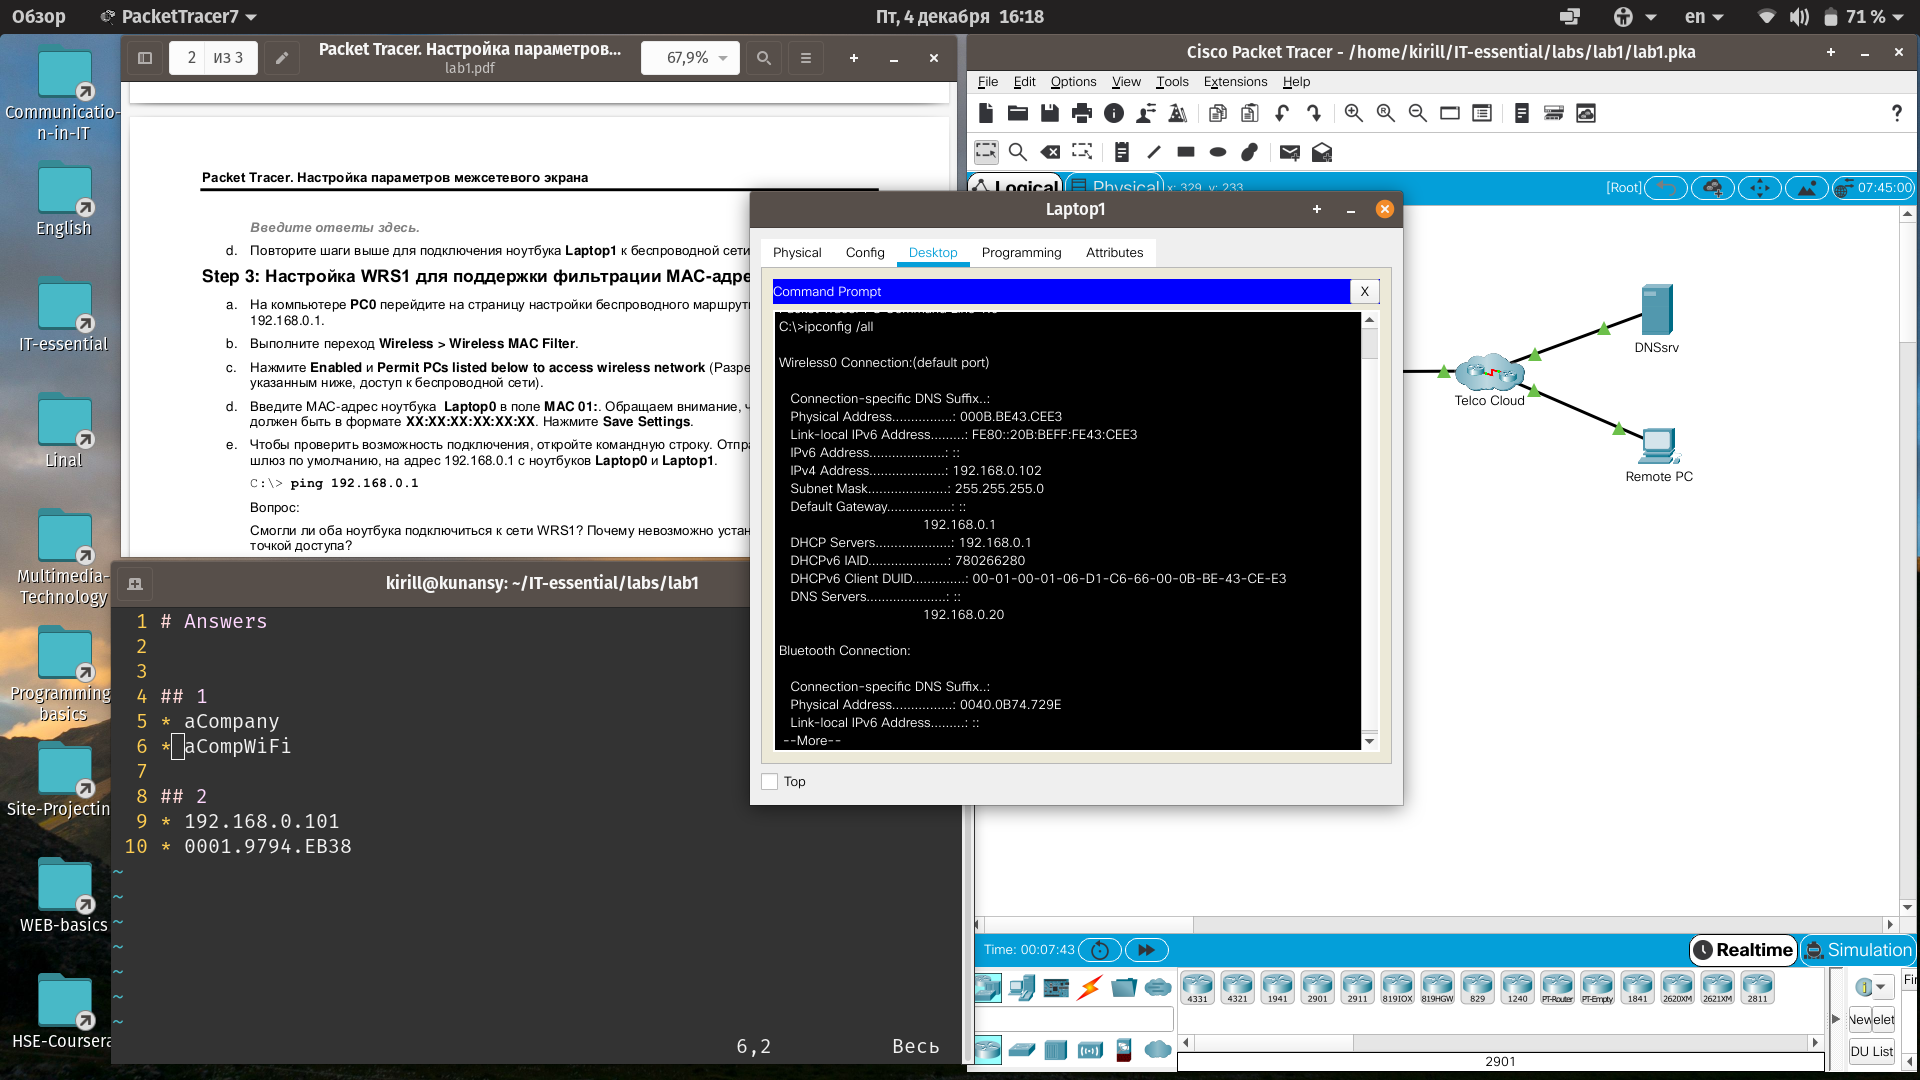 Обзор
PacketTracer7
Пт, 4 декабря 16:18
en
71 %
Communicatio-
n-in-IT
English
IT-essential
Linal
Multimedia-
Technology
Programming-
basics
Site-Projectin
WEB-basics
HSE-Coursera
2 из 3
Packet Tracer. Настройка параметров...
lab1.pdf
67,9%
Packet Tracer. Настройка параметров межсетевого экрана
Введите ответы здесь.
d. Повторите шаги выше для подключения ноутбука Laptop1 к беспроводной сети
Step 3: Настройка WRS1 для поддержки фильтрации MAC-адре
a. На компьютере PC0 перейдите на страницу настройки беспроводного маршрут
192.168.0.1.
b. Выполните переход Wireless > Wireless MAC Filter.
c. Нажмите Enabled и Permit PCs listed below to access wireless network (Разре
указанным ниже, доступ к беспроводной сети).
d. Введите MAC-адрес ноутбука Laptop0 в поле MAC 01:. Обращаем внимание, ч
должен быть в формате XX:XX:XX:XX:XX:XX. Нажмите Save Settings.
e. Чтобы проверить возможность подключения, откройте командную строку. Отпра
шлюз по умолчанию, на адрес 192.168.0.1 с ноутбуков Laptop0 и Laptop1.
C:\> ping 192.168.0.1
Вопрос:
Смогли ли оба ноутбука подключиться к сети WRS1? Почему невозможно устан
точкой доступа?
kirill@kunansy: ~/IT-essential/labs/lab1
1 # Answers
2
3
4 ## 1
5 * aCompany
6 * aCompWiFi
7
8 ## 2
9 * 192.168.0.101
10 * 0001.9794.EB38
~
~
~
~
~
~
~
6,2 Весь
Cisco Packet Tracer - /home/kirill/IT-essential/labs/lab1/lab1.pka
File Edit Options View Tools Extensions Help
?
Logical
Physical
x: 329, y: 233
[Root]
07:45:00
DNSsrv
Telco Cloud
Remote PC
Laptop1
Physical Config Desktop Programming Attributes
Command Prompt
X
C:\>ipconfig /all
Wireless0 Connection:(default port)
Connection-specific DNS Suffix..:
Physical Address................: 000B.BE43.CEE3
Link-local IPv6 Address.........: FE80::20B:BEFF:FE43:CEE3
IPv6 Address....................: ::
IPv4 Address....................: 192.168.0.102
Subnet Mask.....................: 255.255.255.0
Default Gateway.................: ::
192.168.0.1
DHCP Servers....................: 192.168.0.1
DHCPv6 IAID.....................: 780266280
DHCPv6 Client DUID..............: 00-01-00-01-06-D1-C6-66-00-0B-BE-43-CE-E3
DNS Servers.....................: ::
192.168.0.20
Bluetooth Connection:
Connection-specific DNS Suffix..:
Physical Address................: 0040.0B74.729E
Link-local IPv6 Address.........: ::
--More--
Top
Time: 00:07:43
Realtime
Simulation
4331 4321 1941 2901 2911 819IOX 819HGW 829 1240 PT-Router PT-Empty 1841 2620XM 2621XM 2811
2901
Fir
New elet
DU List